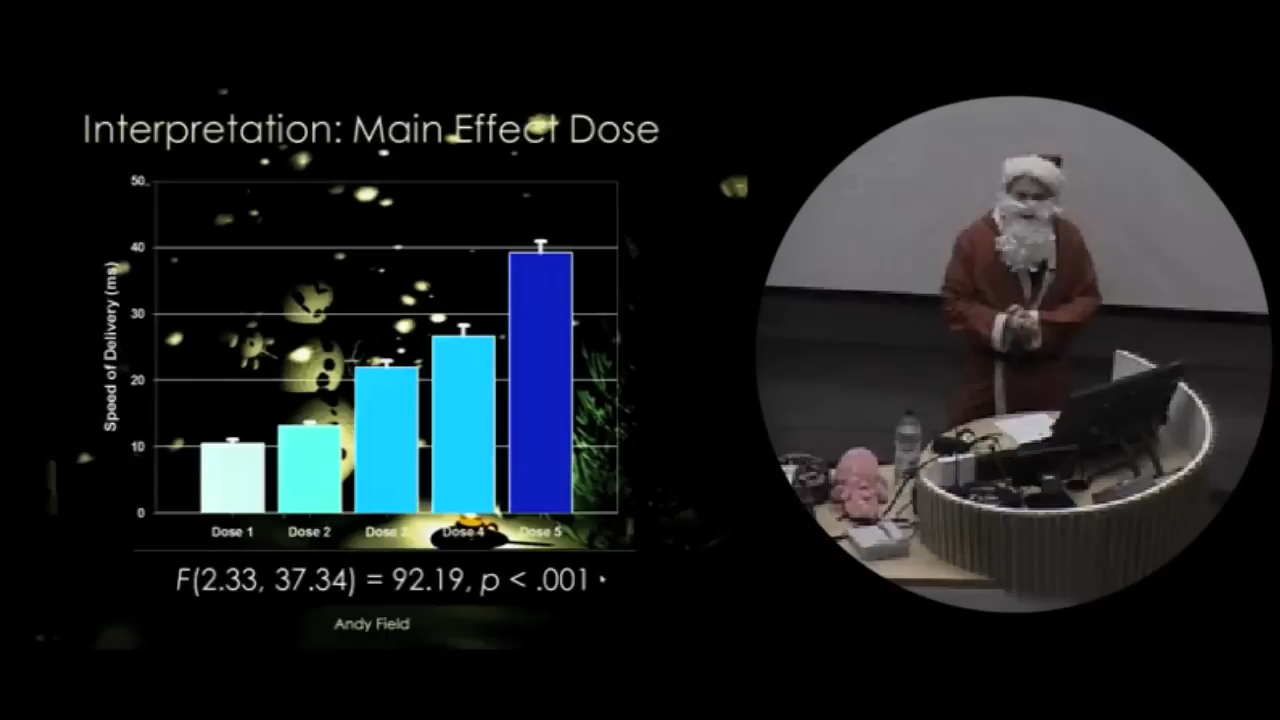 Interpretation: Main Effect Dose
50
40
30
20
10
0
Speed of Delivery (ms)
Dose 1 Dose 2 Dose 3 Dose 4 Dose 5
F(2.33, 37.34) = 92.19, p < .001
Andy Field